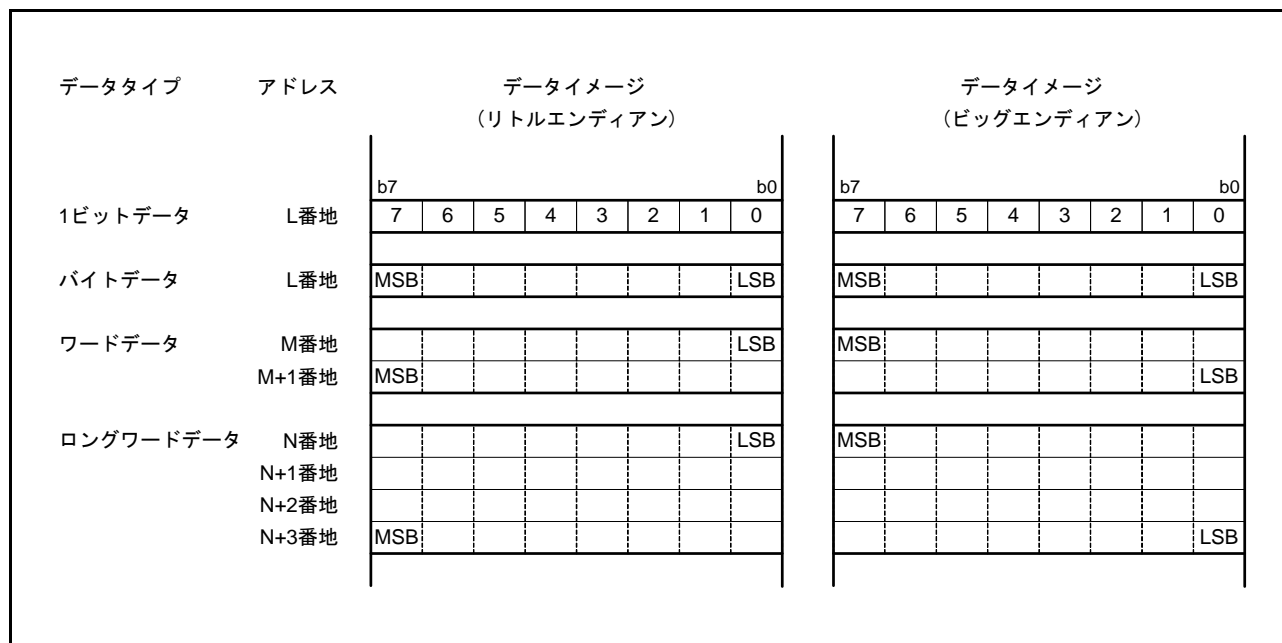 データタイプ アドレス データイメージ データイメージ
(リトルエンディアン) (ビッグエンディアン)
b7 b0 b7 b0
1ビットデータ L番地 7 6 5 4 3 2 1 0 7 6 5 4 3 2 1 0
バイトデータ L番地 MSB LSB MSB LSB
ワードデータ M番地 LSB MSB
M+1番地 MSB LSB
ロングワードデータ N番地 LSB MSB
N+1番地
N+2番地
N+3番地 MSB LSB